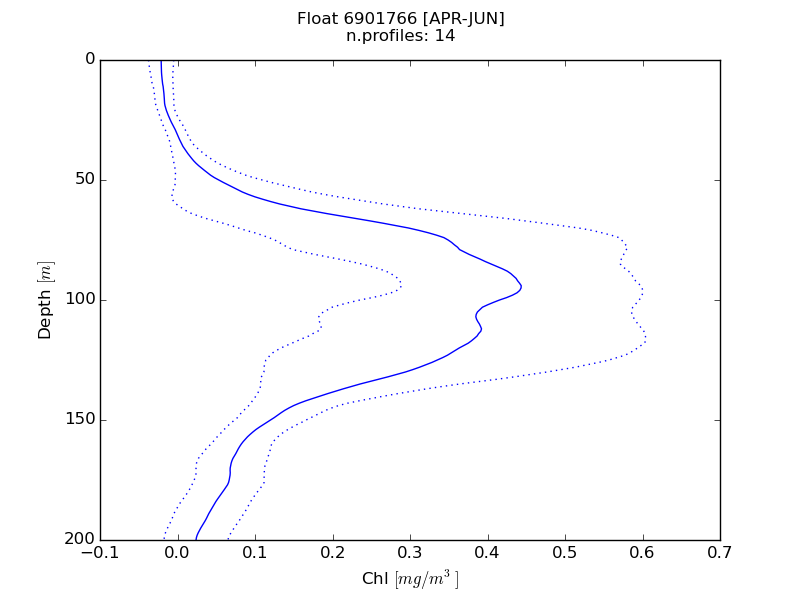 Float 6901766 [APR-JUN]
n.profiles: 14
0
50
100
150
200
Depth [m]
−0.1 0.0 0.1 0.2 0.3 0.4 0.5 0.6 0.7
Chl [mg/m³ ]